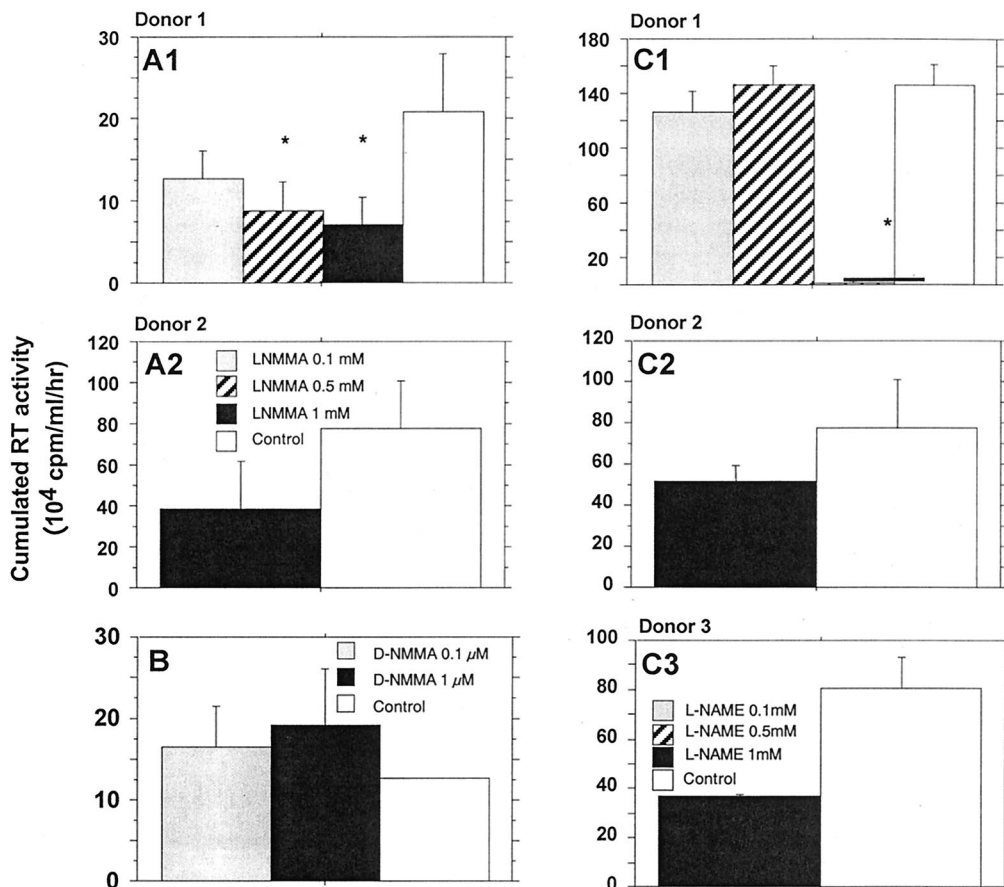 Cumulated RT activity
(10⁴ cpm/ml/hr)
Donor 1
A1
30
20
10
0
*
*
Donor 2
A2
120
100
80
60
40
20
0
LNMMA 0.1 mM
LNMMA 0.5 mM
LNMMA 1 mM
Control
B
30
20
15
10
0
D-NMMA 0.1 µM
D-NMMA 1 µM
Control
Donor 1
C1
180
140
100
60
20
*
Donor 2
C2
120
100
80
60
40
20
0
Donor 3
C3
100
80
60
40
20
0
L-NAME 0.1mM
L-NAME 0.5mM
L-NAME 1mM
Control